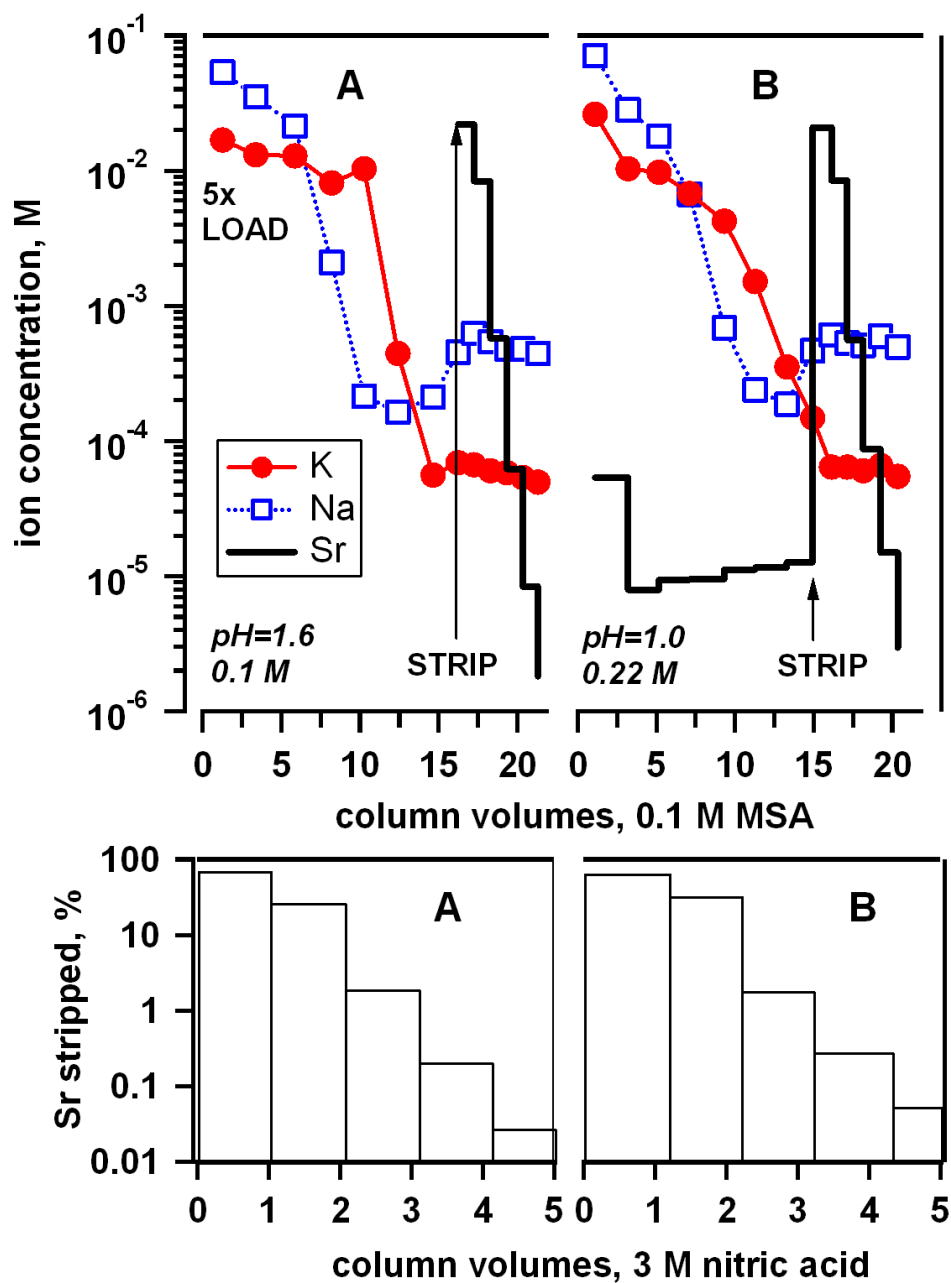 10⁻¹
10⁻²
10⁻³
10⁻⁴
10⁻⁵
10⁻⁶
ion concentration, M
A
B
5x
LOAD
K
Na
Sr
pH=1.6
0.1 M
STRIP
pH=1.0
0.22 M
STRIP
0 5 10 15 20 0 5 10 15 20
column volumes, 0.1 M MSA
100
10
1
0.1
0.01
Sr stripped, %
A
B
0 1 2 3 4 5 0 1 2 3 4 5
column volumes, 3 M nitric acid